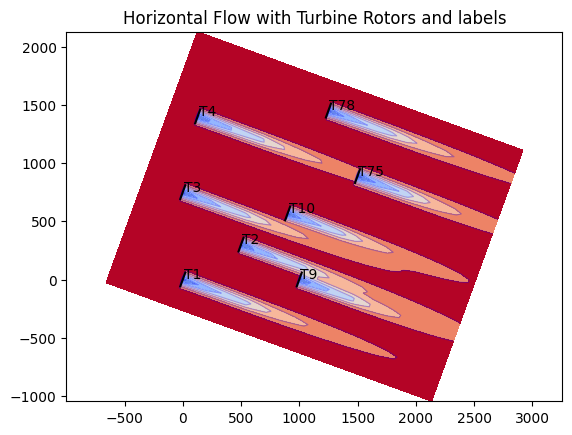 Horizontal Flow with Turbine Rotors and labels
2000
1500
1000
500
0
−500
−1000
T78
T4
T75
T3
T10
T2
T1
T9
−500
0
500
1000
1500
2000
2500
3000